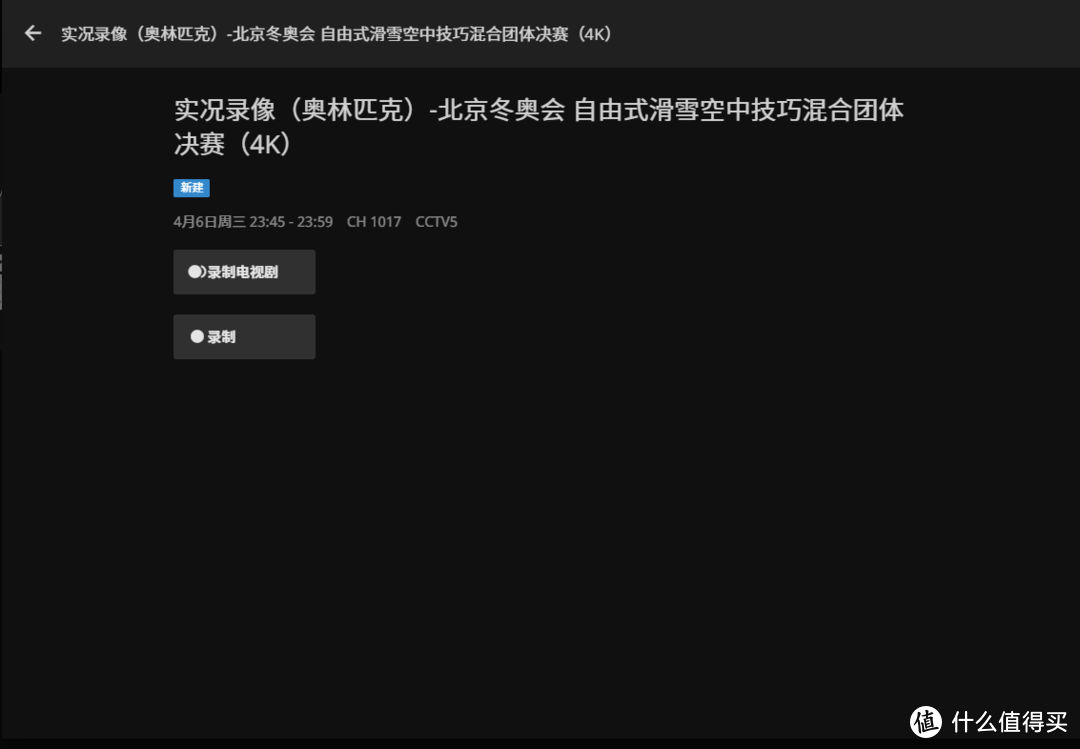 实况录像（奥林匹克）-北京冬奥会 自由式滑雪空中技巧混合团体决赛（4K）
实况录像（奥林匹克）-北京冬奥会 自由式滑雪空中技巧混合团体
决赛（4K）
新建
4月6日周三 23:45 - 23:59 CH 1017 CCTV5
录制电视剧
录制
值 什么值得买